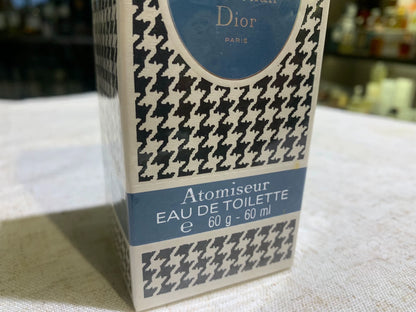 Dior
PARIS
Atomiseur
EAU DE TOILETTE
℮ 60 g - 60 ml